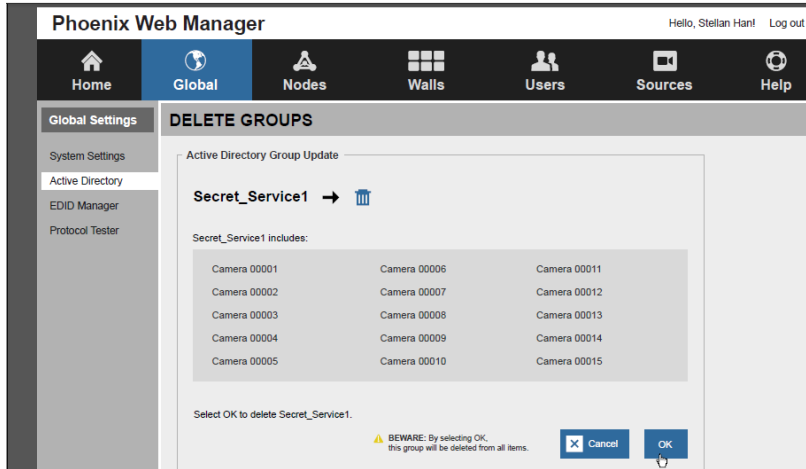 Phoenix Web Manager
Hello, Stellan Han! Log out
Home Global Nodes Walls Users Sources Help
Global Settings
DELETE GROUPS
System Settings
Active Directory
EDID Manager
Protocol Tester
Active Directory Group Update
Secret_Service1
Secret_Service1 includes:
Camera 00001 Camera 00006 Camera 00011
Camera 00002 Camera 00007 Camera 00012
Camera 00003 Camera 00008 Camera 00013
Camera 00004 Camera 00009 Camera 00014
Camera 00005 Camera 00010 Camera 00015
Select OK to delete Secret_Service1.
BEWARE: By selecting OK,
this group will be deleted from all items.
Cancel
OK